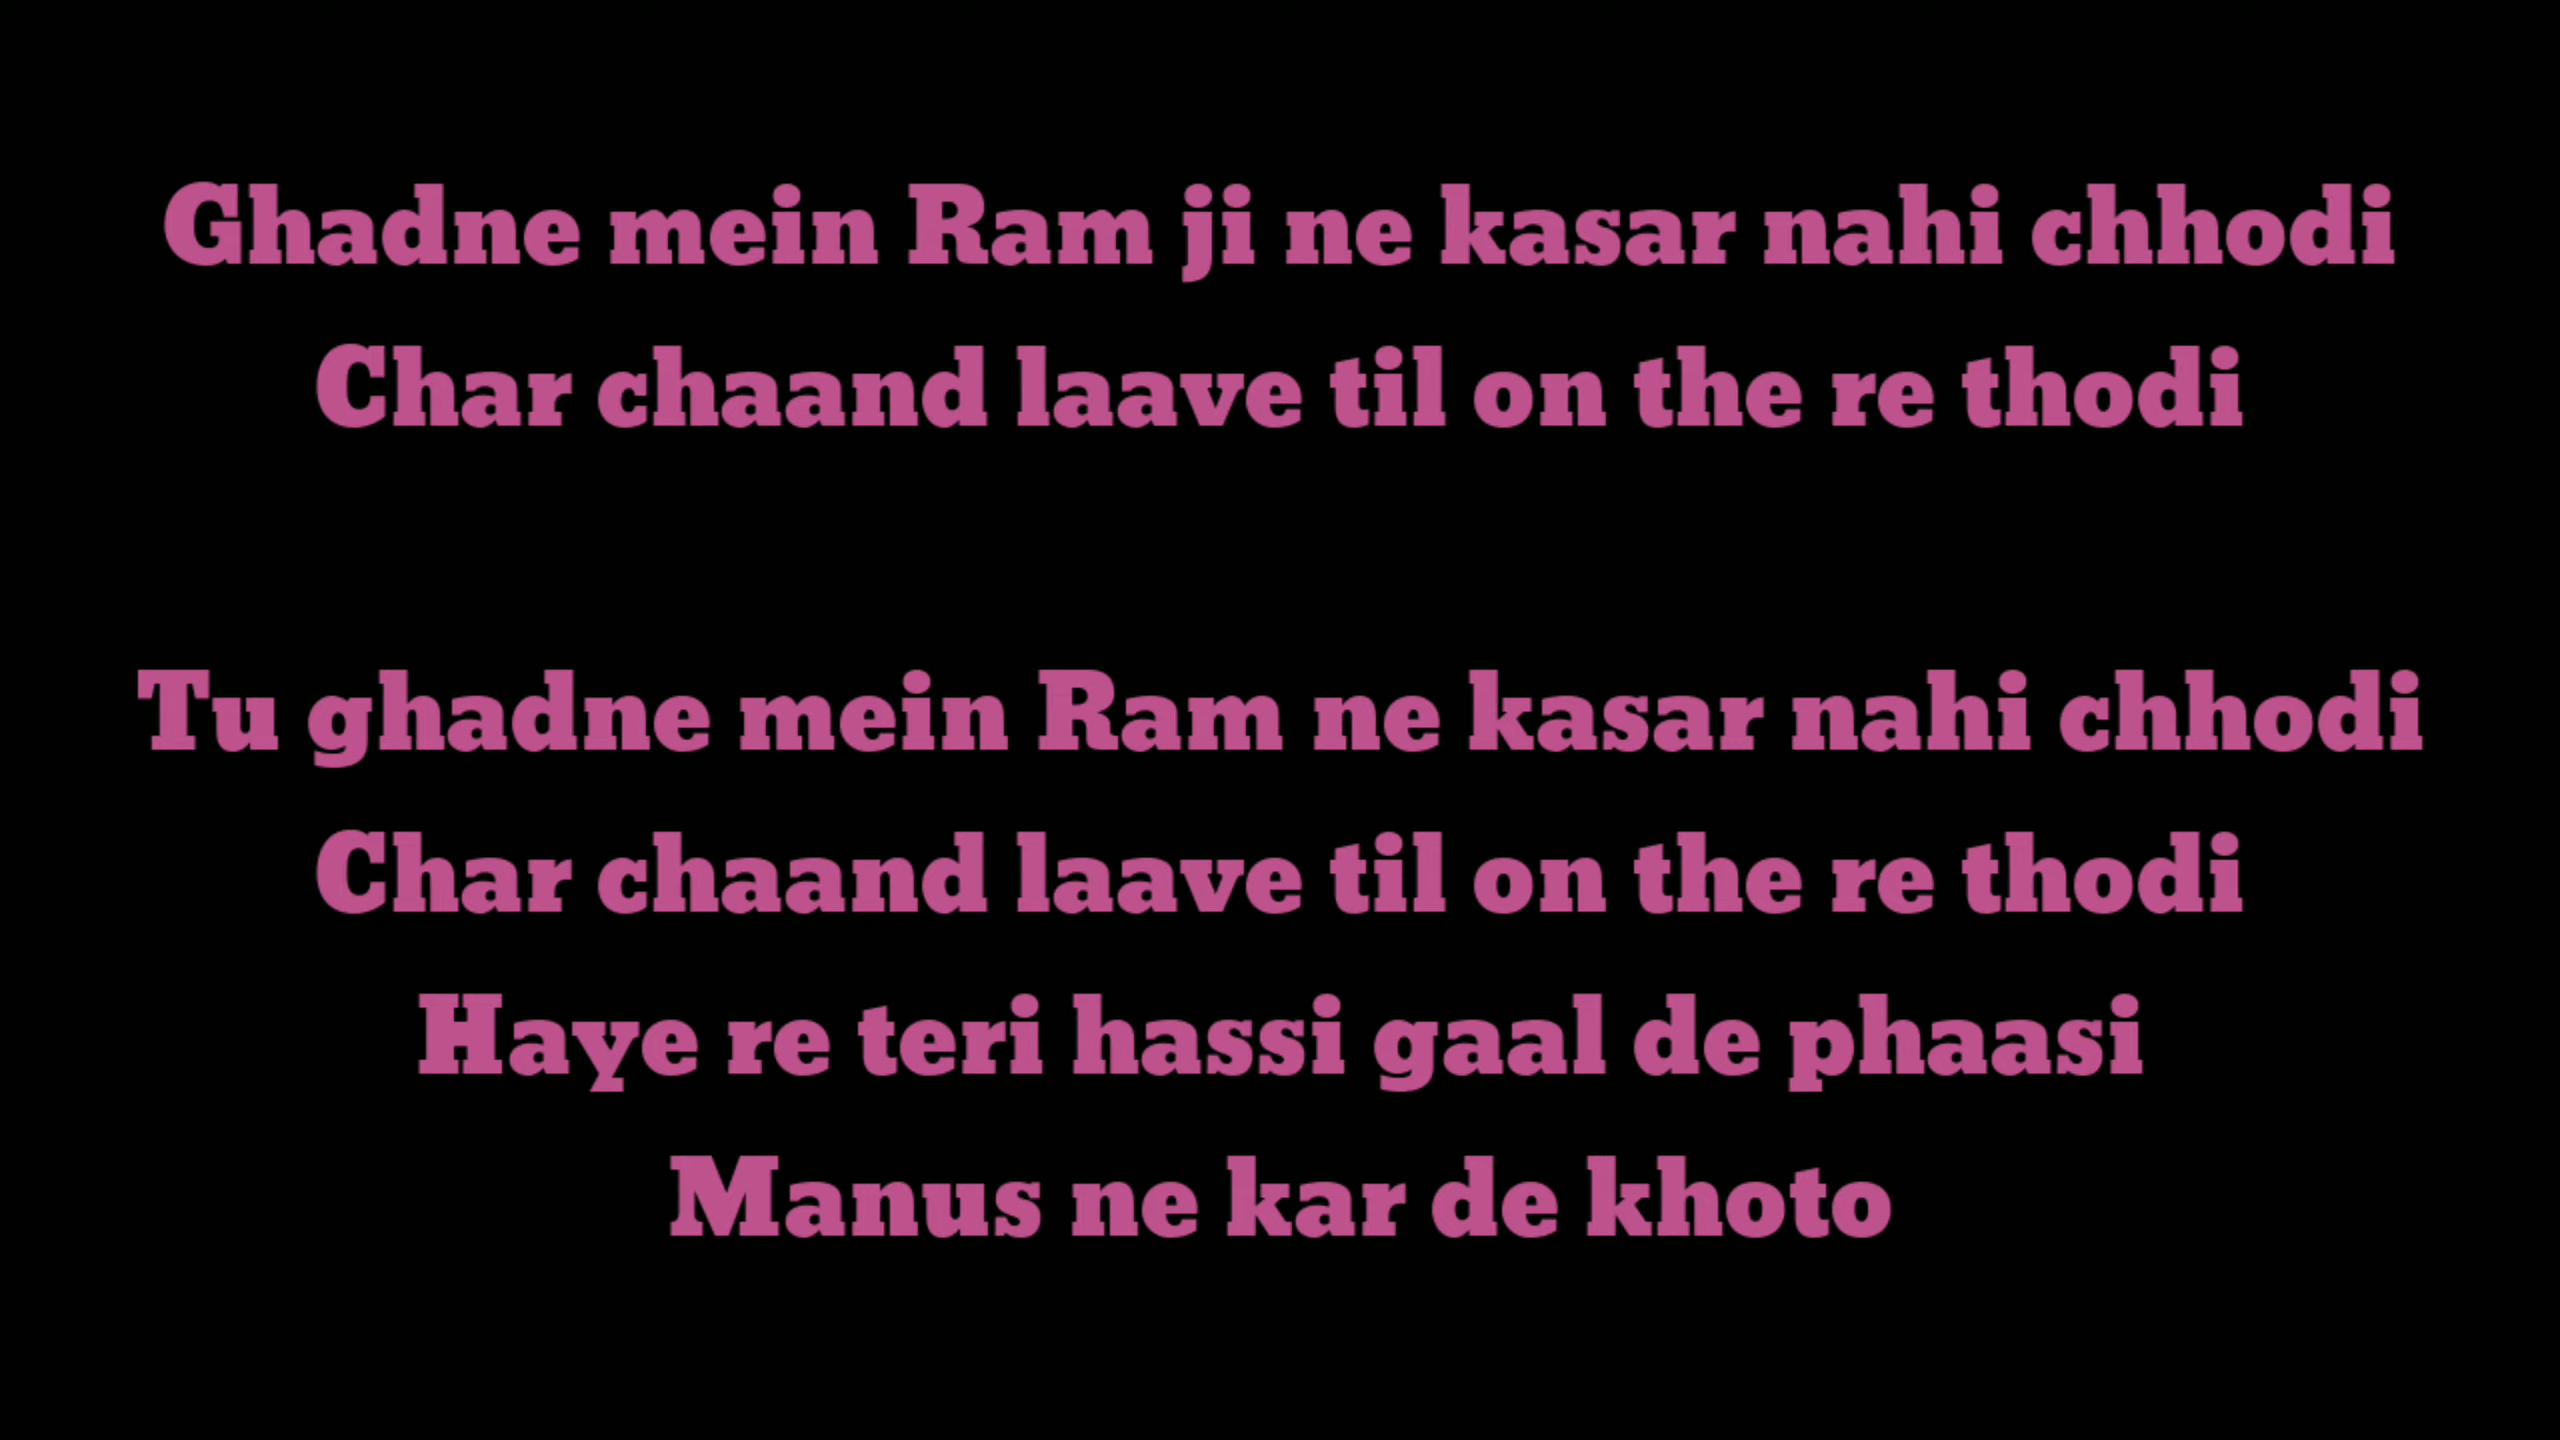 Ghadne mein Ram ji ne kasar nahi chhodi
Char chaand laave til on the re thodi
Tu ghadne mein Ram ne kasar nahi chhodi
Char chaand laave til on the re thodi
Haye re teri hassi gaal de phaasi
Manus ne kar de khoto